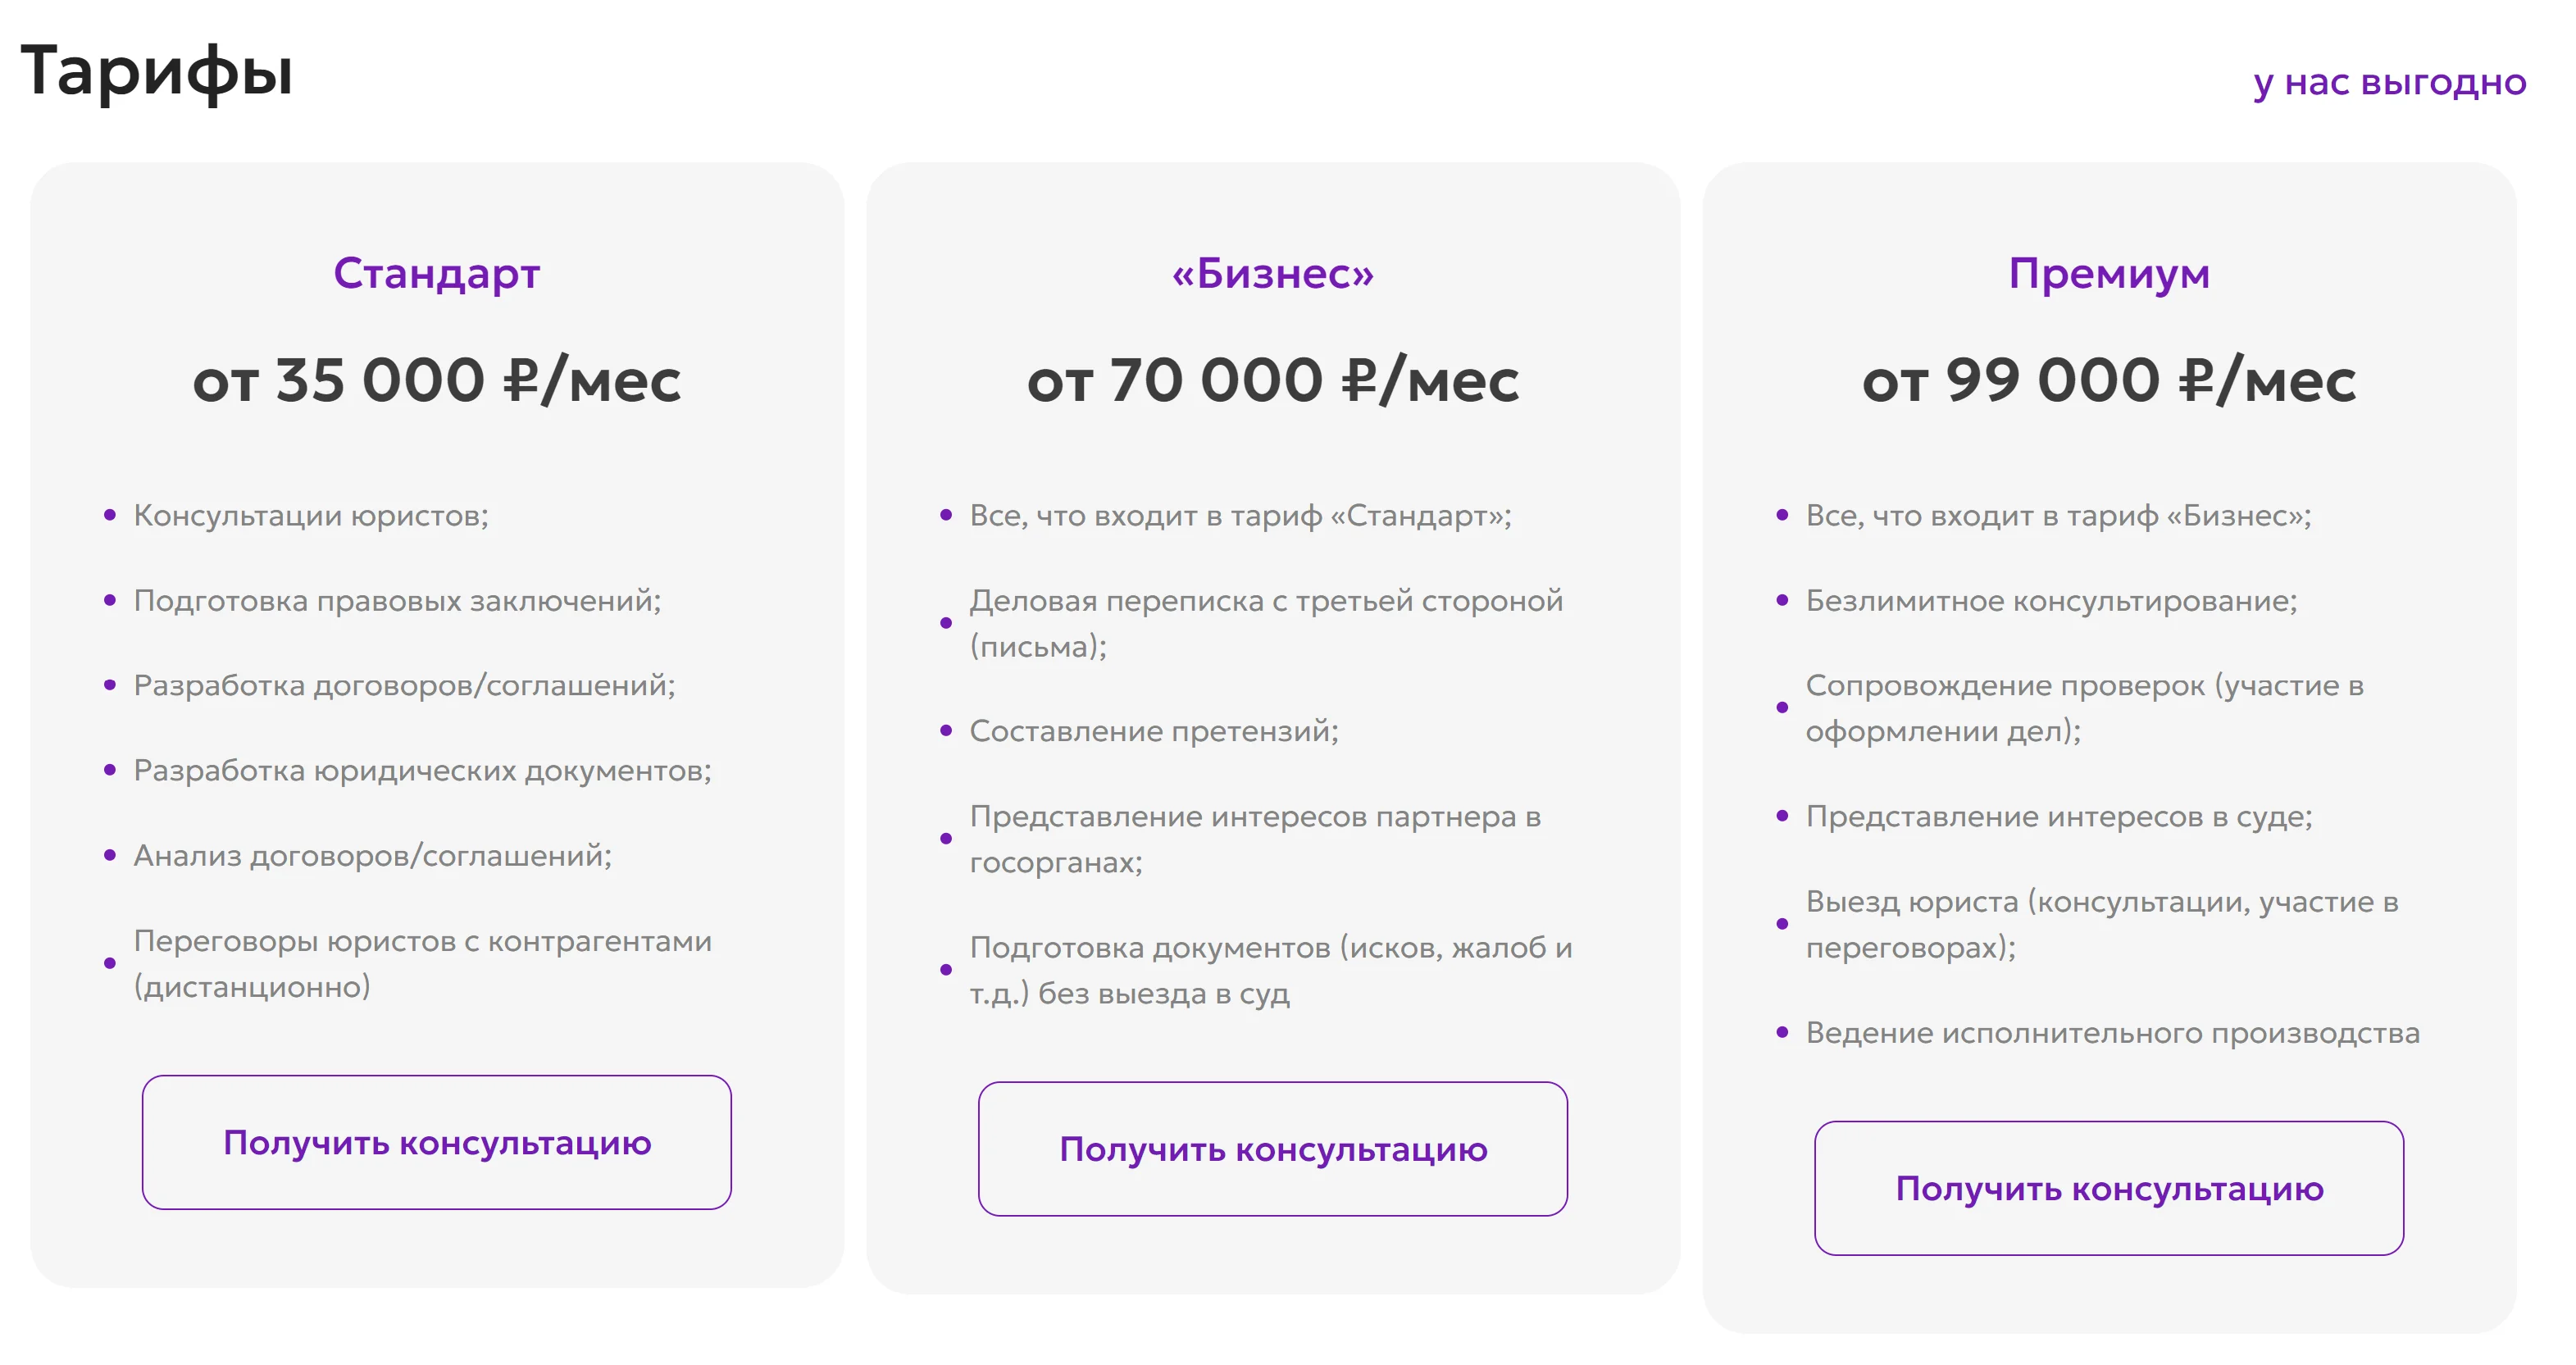 Тарифы
у нас выгодно
Стандарт
от 35 000 ₽/мес
Консультации юристов;
Подготовка правовых заключений;
Разработка договоров/соглашений;
Разработка юридических документов;
Анализ договоров/соглашений;
Переговоры юристов с контрагентами
(дистанционно)
Получить консультацию
«Бизнес»
от 70 000 ₽/мес
Все, что входит в тариф «Стандарт»;
Деловая переписка с третьей стороной
(письма);
Составление претензий;
Представление интересов партнера в
госорганах;
Подготовка документов (исков, жалоб и
т.д.) без выезда в суд
Получить консультацию
Премиум
от 99 000 ₽/мес
Все, что входит в тариф «Бизнес»;
Безлимитное консультирование;
Сопровождение проверок (участие в
оформлении дел);
Представление интересов в суде;
Выезд юриста (консультации, участие в
переговорах);
Ведение исполнительного производства
Получить консультацию